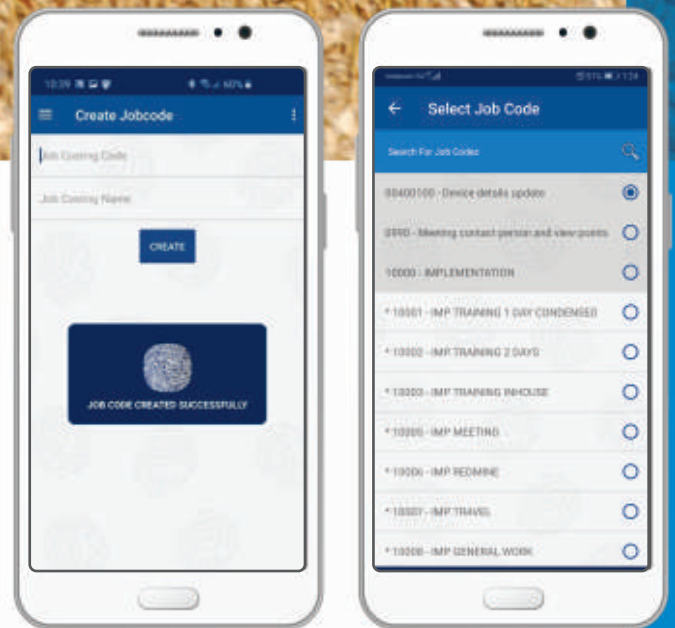 10:39 60%
Create Jobcode
Job Costing Code
Job Costing Name
CREATE
JOB CODE CREATED SUCCESSFULLY
Select Job Code
Search For Job Codes
00400100 - Device details update
0990 - Meeting contact person and view points
10000 - IMPLEMENTATION
* 10001 - IMP TRAINING 1 DAY CONDENSED
* 10002 - IMP TRAINING 2 DAYS
* 10003 - IMP TRAINING INHOUSE
* 10005 - IMP MEETING
* 10006 - IMP REDMINE
* 10007 - IMP TRAVEL
* 10008 - IMP GENERAL WORK